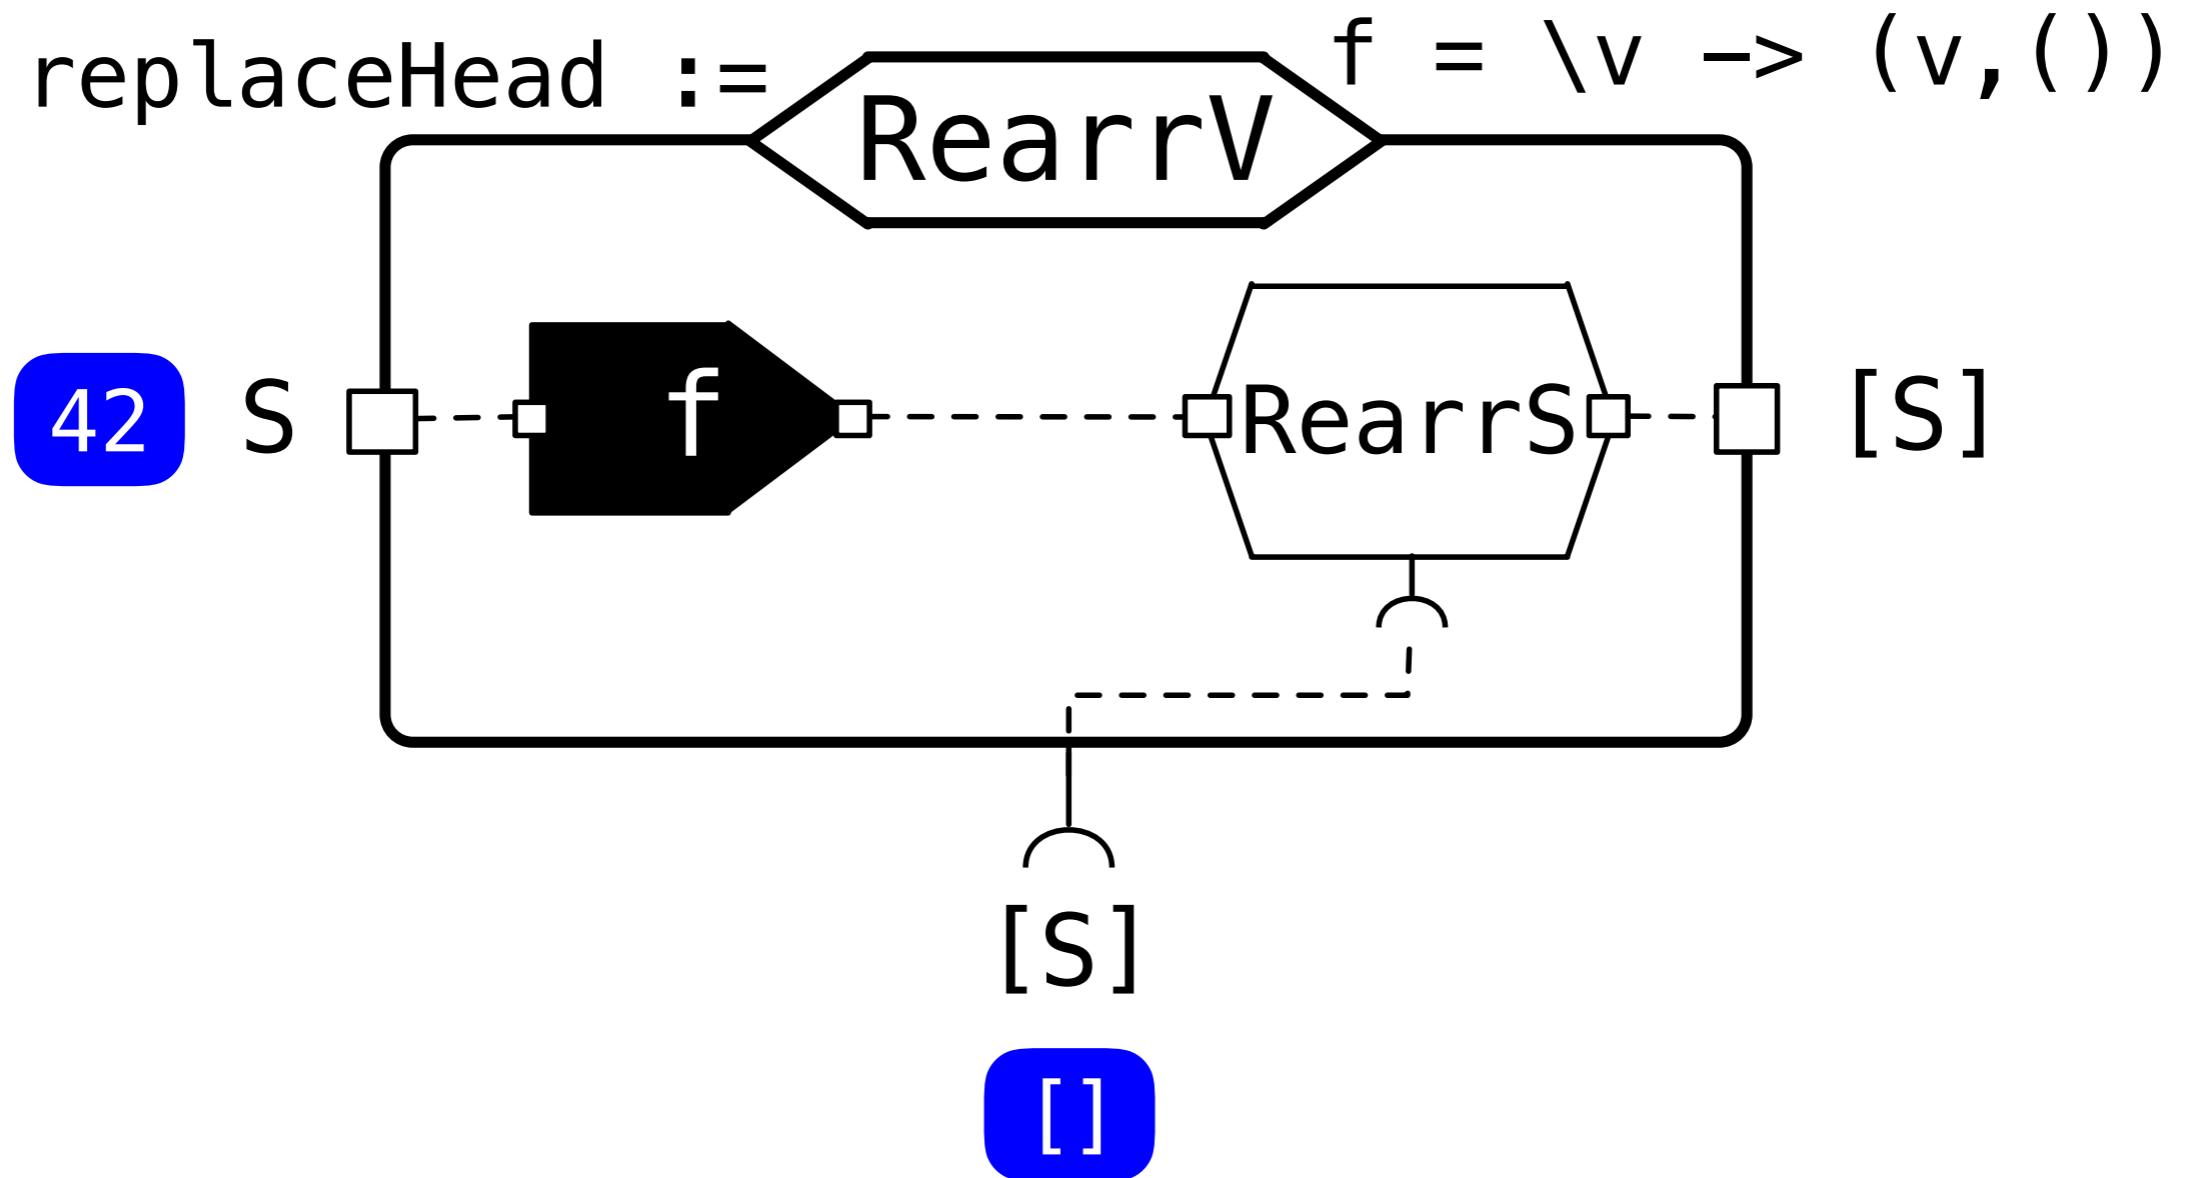 replaceHead :=
RearrV
f = \v −> (v,())
42
S
f
RearrS
[S]
[S]
[]